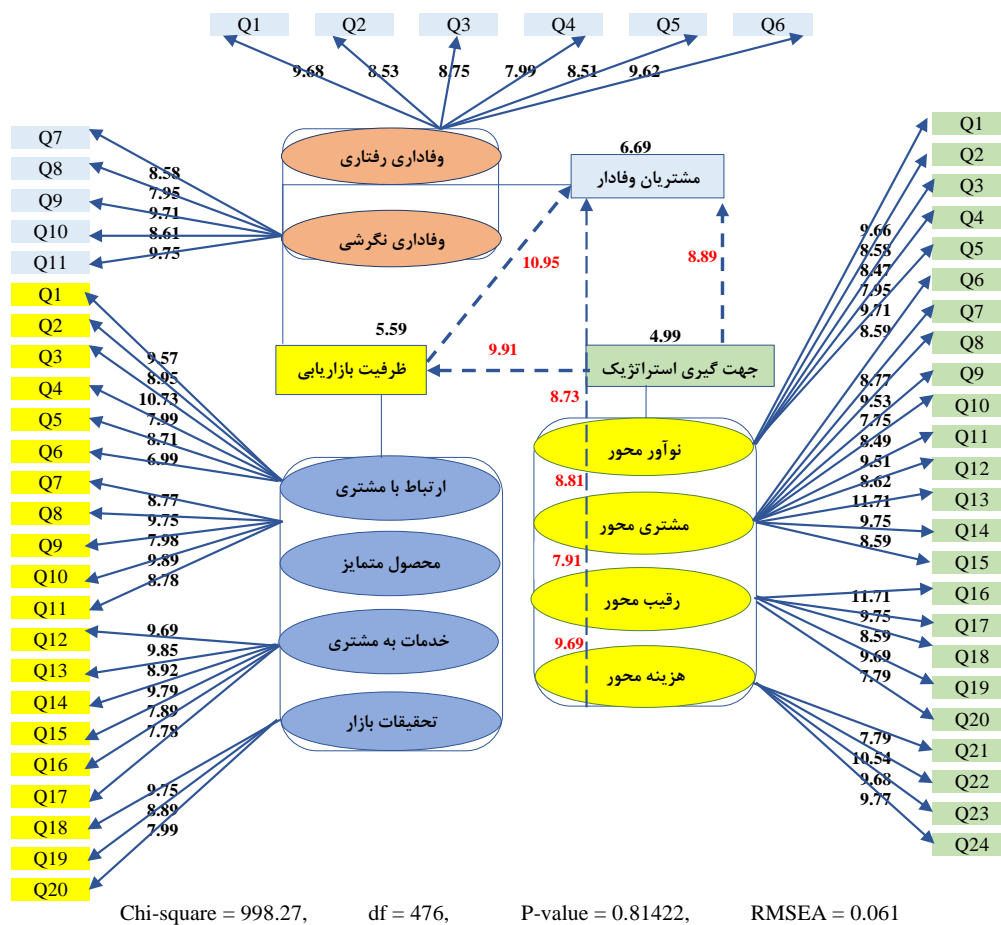 Q1 Q2 Q3 Q4 Q5 Q6
9.68 8.53 8.75 7.99 8.51 9.62
وفاداری رفتاری
وفاداری نگرشی
6.69
مشتریان وفادار
Q7
Q8
Q9
Q10
Q11
8.58
7.95
9.71
8.61
9.75
10.95
8.89
9.91
8.73
8.81
7.91
9.69
5.59
ظرفیت بازاریابی
4.99
جهت گیری استراتژیک
Q1
Q2
Q3
Q4
Q5
Q6
Q7
Q8
Q9
Q10
Q11
Q12
Q13
Q14
Q15
Q16
Q17
Q18
Q19
Q20
9.57
8.95
10.73
7.99
8.71
6.99
8.77
9.75
7.98
9.89
8.78
9.69
9.85
8.92
9.79
7.89
7.78
9.75
8.89
7.99
ارتباط با مشتری
محصول متمایز
خدمات به مشتری
تحقیقات بازار
نوآور محور
مشتری محور
رقیب محور
هزینه محور
9.66
8.58
8.47
7.95
9.71
8.59
8.77
9.53
7.75
8.49
9.51
8.62
11.71
9.75
8.59
11.71
9.75
8.59
9.69
7.79
7.79
10.54
9.68
9.77
Q1
Q2
Q3
Q4
Q5
Q6
Q7
Q8
Q9
Q10
Q11
Q12
Q13
Q14
Q15
Q16
Q17
Q18
Q19
Q20
Q21
Q22
Q23
Q24
Chi-square = 998.27, df = 476, P-value = 0.81422, RMSEA = 0.061